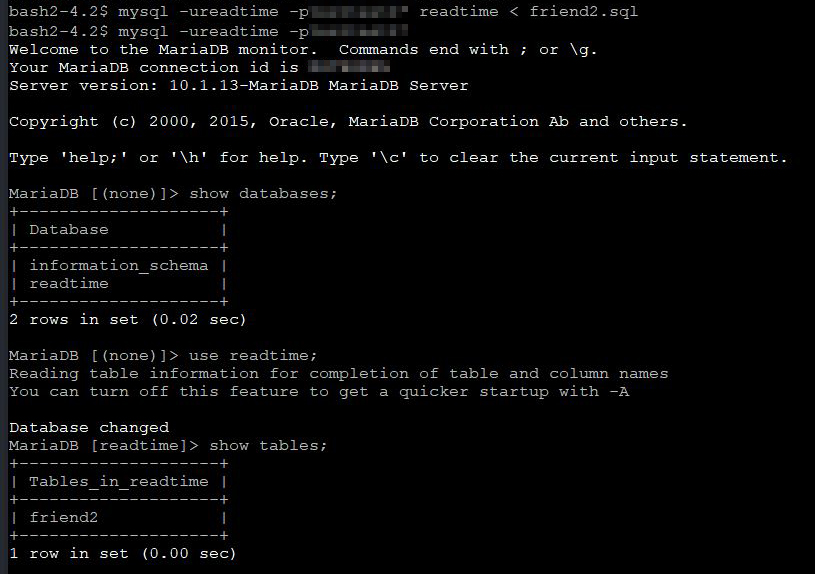 bash2-4.2$ mysql -ureadtime -p readtime < friend2.sql
bash2-4.2$ mysql -ureadtime -p
Welcome to the MariaDB monitor.  Commands end with ; or \g.
Your MariaDB connection id is
Server version: 10.1.13-MariaDB MariaDB Server
Copyright (c) 2000, 2015, Oracle, MariaDB Corporation Ab and others.
Type 'help;' or '\h' for help. Type '\c' to clear the current input statement.
MariaDB [(none)]> show databases;
+--------------------+
| Database           |
+--------------------+
| information_schema |
| readtime           |
+--------------------+
2 rows in set (0.02 sec)
MariaDB [(none)]> use readtime;
Reading table information for completion of table and column names
You can turn off this feature to get a quicker startup with -A
Database changed
MariaDB [readtime]> show tables;
+--------------------+
| Tables_in_readtime |
+--------------------+
| friend2            |
+--------------------+
1 row in set (0.00 sec)